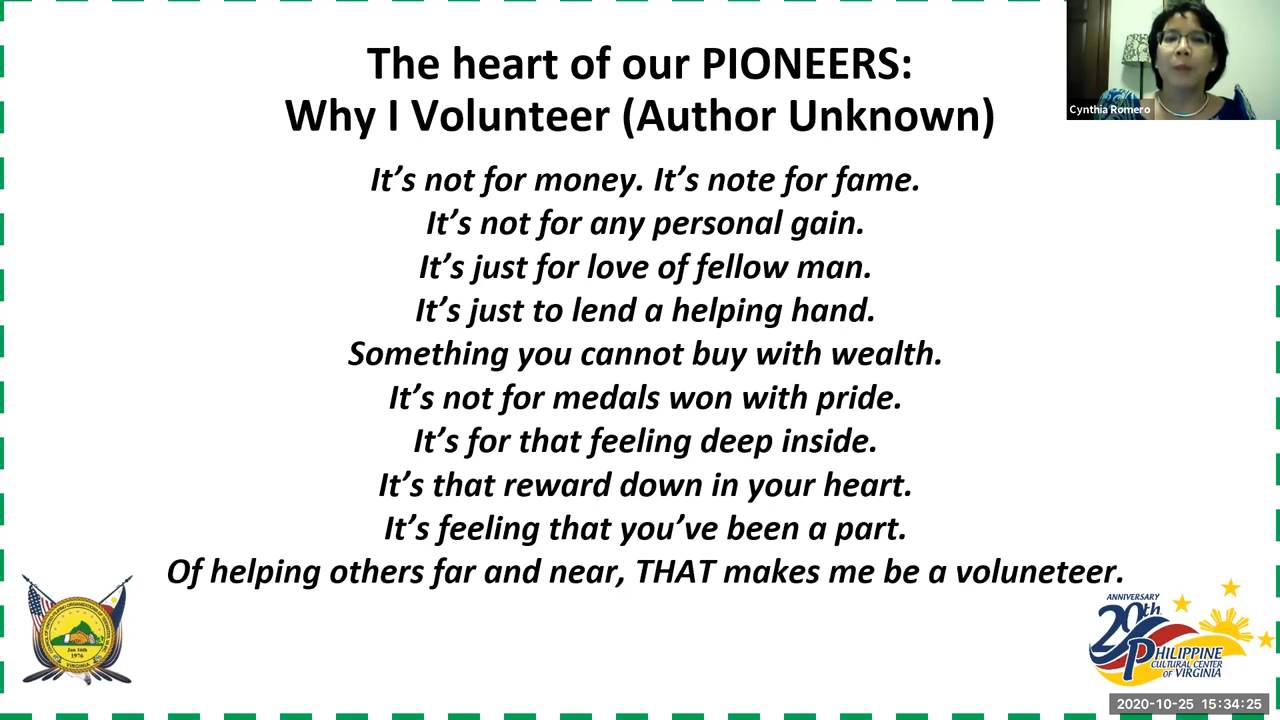 The heart of our PIONEERS:
Why I Volunteer (Author Unknown)
Cynthia Romero
It’s not for money. It’s note for fame.
It’s not for any personal gain.
It’s just for love of fellow man.
It’s just to lend a helping hand.
Something you cannot buy with wealth.
It’s not for medals won with pride.
It’s for that feeling deep inside.
It’s that reward down in your heart.
It’s feeling that you’ve been a part.
Of helping others far and near, THAT makes me be a voluneteer.
Jan 16th
1976
VIRGINIA
ANNIVERSARY
20th
PHILIPPINE
CULTURAL CENTER
OF VIRGINIA
2020-10-25 15:34:25